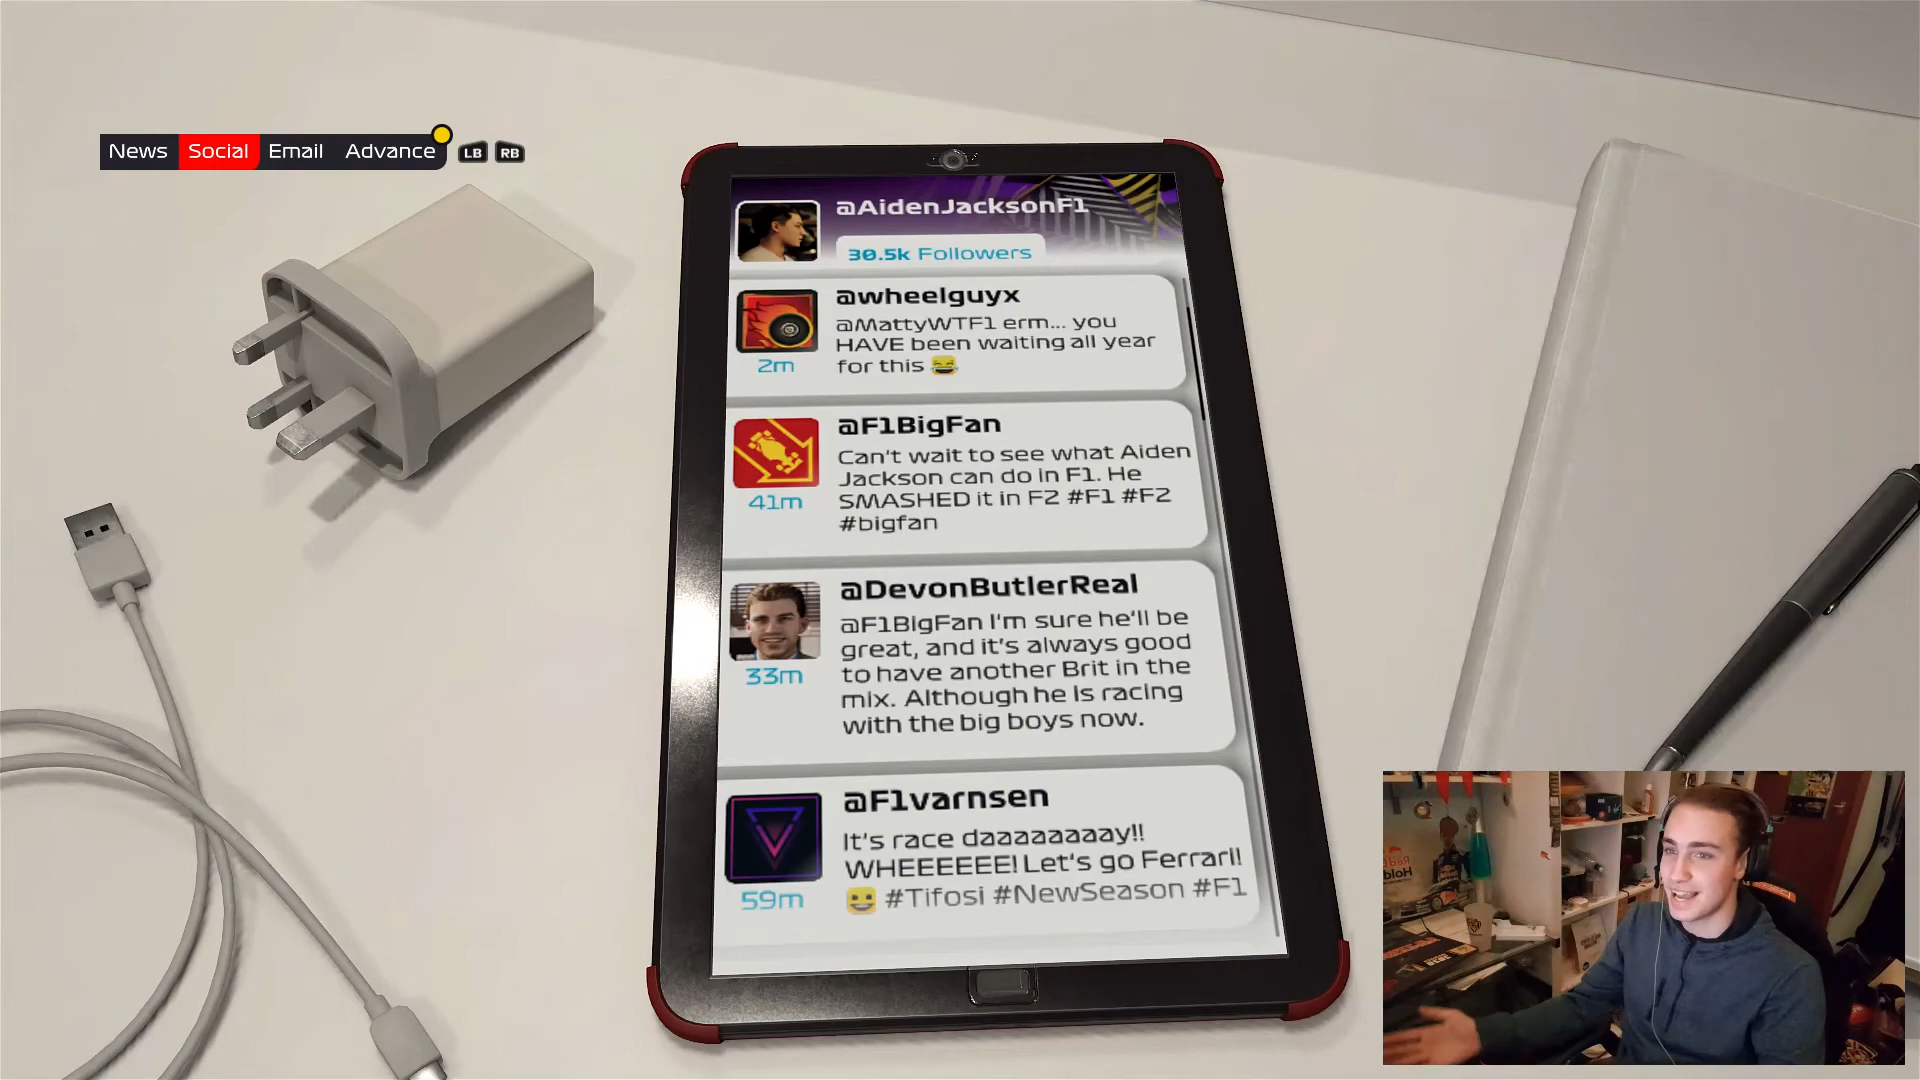 News Social Email Advance LB RB
@AidenJacksonF1
30.5k Followers
@wheelguyx
@MattyWTF1 erm... you
HAVE been waiting all year
for this 😂
2m
@F1BigFan
Can't wait to see what Aiden
Jackson can do in F1. He
SMASHED it in F2 #F1 #F2
#bigfan
41m
@DevonButlerReal
@F1BigFan I'm sure he'll be
great, and it's always good
to have another Brit in the
mix. Although he is racing
with the big boys now.
33m
@F1varnsen
It's race daaaaaaaay!!
WHEEEEEE! Let's go Ferrari!
😀 #Tifosi #NewSeason #F1
59m